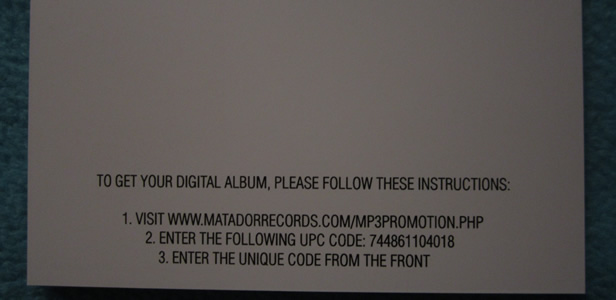 TO GET YOUR DIGITAL ALBUM, PLEASE FOLLOW THESE INSTRUCTIONS:
1. VISIT WWW.MATADORRECORDS.COM/MP3PROMOTION.PHP
2. ENTER THE FOLLOWING UPC CODE: 744861104018
3. ENTER THE UNIQUE CODE FROM THE FRONT